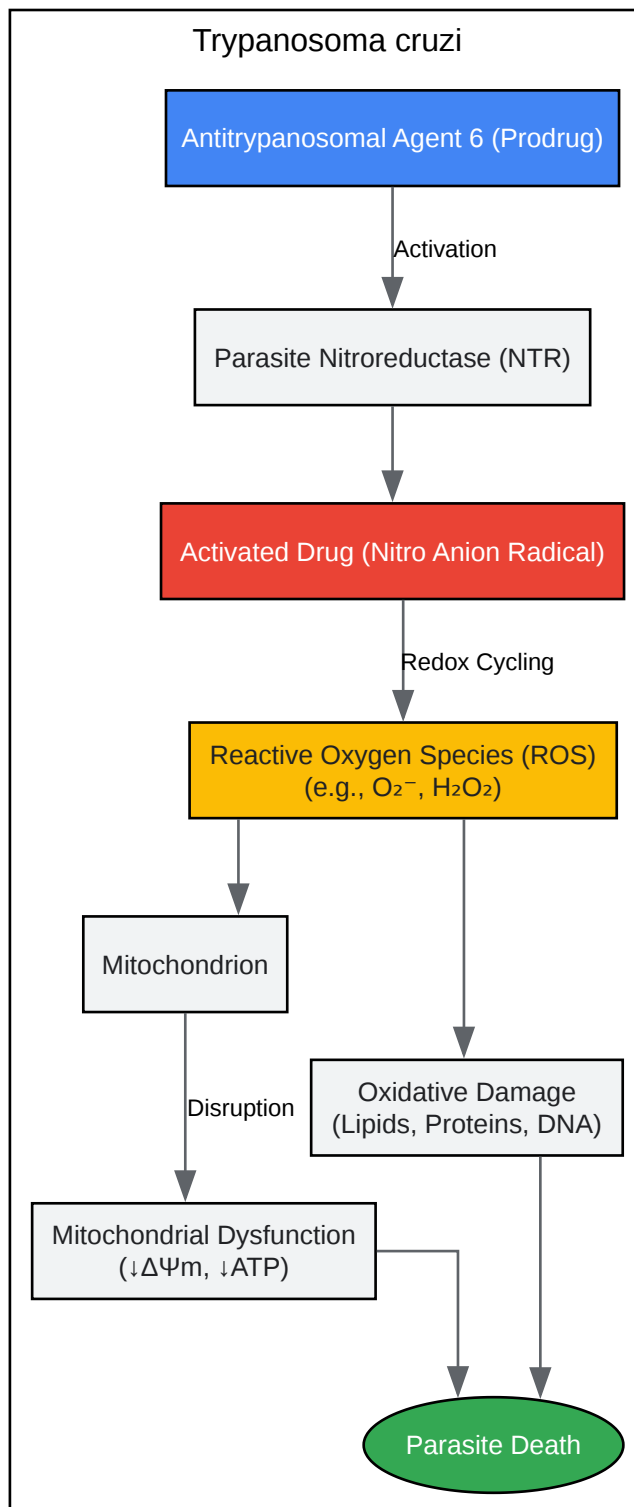 Trypanosoma cruzi
Antitrypanosomal Agent 6 (Prodrug)
Activation
Parasite Nitroreductase (NTR)
Activated Drug (Nitro Anion Radical)
Redox Cycling
Reactive Oxygen Species (ROS)
(e.g., O₂⁻, H₂O₂)
Mitochondrion
Oxidative Damage
(Lipids, Proteins, DNA)
Disruption
Mitochondrial Dysfunction
(↓ΔΨm, ↓ATP)
Parasite Death